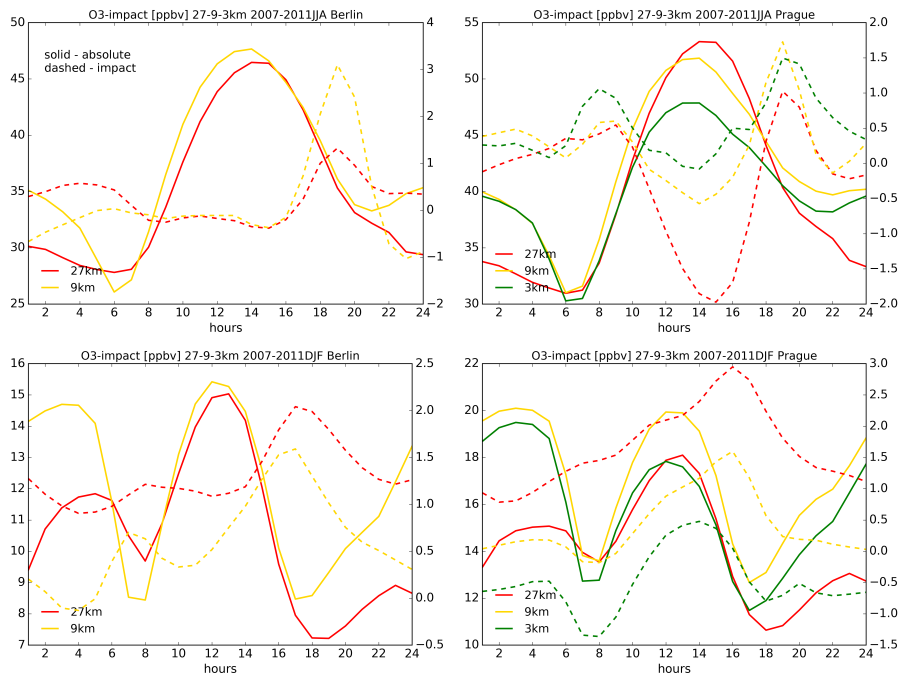 O3-impact [ppbv] 27-9-3km 2007-2011JJA Berlin
50
45
40
35
30
25
4
3
2
1
0
−1
−2
solid - absolute
dashed - impact
27km
9km
2 4 6 8 10 12 14 16 18 20 22 24
hours
O3-impact [ppbv] 27-9-3km 2007-2011JJA Prague
55
50
45
40
35
30
2.0
1.5
1.0
0.5
0.0
−0.5
−1.0
−1.5
−2.0
27km
9km
3km
2 4 6 8 10 12 14 16 18 20 22 24
hours
O3-impact [ppbv] 27-9-3km 2007-2011DJF Berlin
16
15
14
13
12
11
10
9
8
7
2.5
2.0
1.5
1.0
0.5
0.0
−0.5
27km
9km
2 4 6 8 10 12 14 16 18 20 22 24
hours
O3-impact [ppbv] 27-9-3km 2007-2011DJF Prague
22
20
18
16
14
12
10
3.0
2.5
2.0
1.5
1.0
0.5
0.0
−0.5
−1.0
−1.5
27km
9km
3km
2 4 6 8 10 12 14 16 18 20 22 24
hours